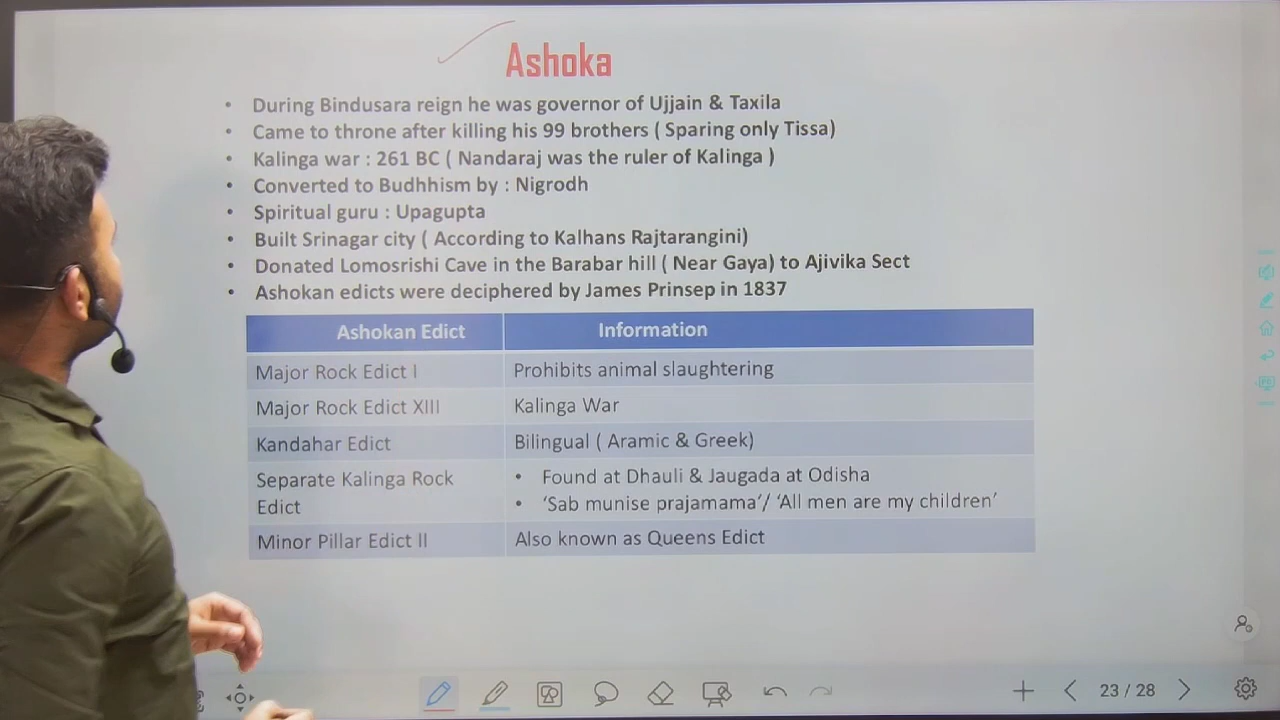 Ashoka
• During Bindusara reign he was governor of Ujjain & Taxila
• Came to throne after killing his 99 brothers ( Sparing only Tissa)
• Kalinga war : 261 BC ( Nandaraj was the ruler of Kalinga )
• Converted to Budhhism by : Nigrodh
• Spiritual guru : Upagupta
• Built Srinagar city ( According to Kalhans Rajtarangini)
• Donated Lomosrishi Cave in the Barabar hill ( Near Gaya) to Ajivika Sect
• Ashokan edicts were deciphered by James Prinsep in 1837
Ashokan Edict Information
Major Rock Edict I Prohibits animal slaughtering
Major Rock Edict XIII Kalinga War
Kandahar Edict Bilingual ( Aramic & Greek)
Separate Kalinga Rock • Found at Dhauli & Jaugada at Odisha
Edict • ‘Sab munise prajamama’/ ‘All men are my children’
Minor Pillar Edict II Also known as Queens Edict
23 / 28